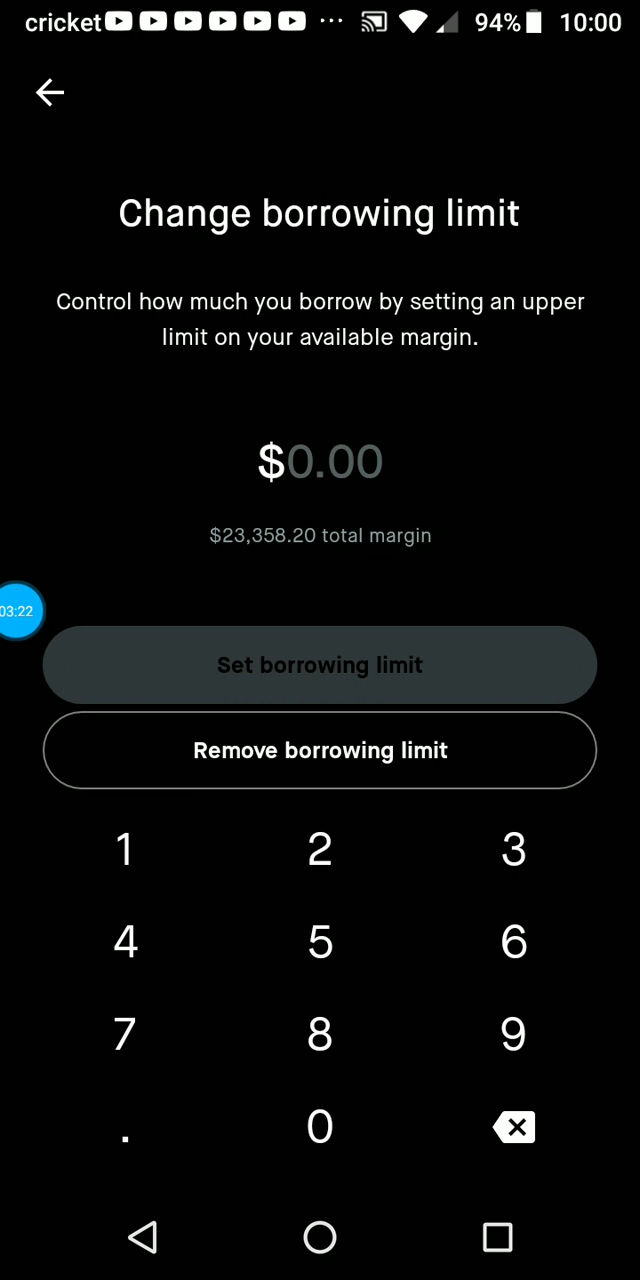 cricket ... 94% 10:00
Change borrowing limit
Control how much you borrow by setting an upper
limit on your available margin.
$0.00
$23,358.20 total margin
03:22
Set borrowing limit
Remove borrowing limit
1 2 3
4 5 6
7 8 9
. 0